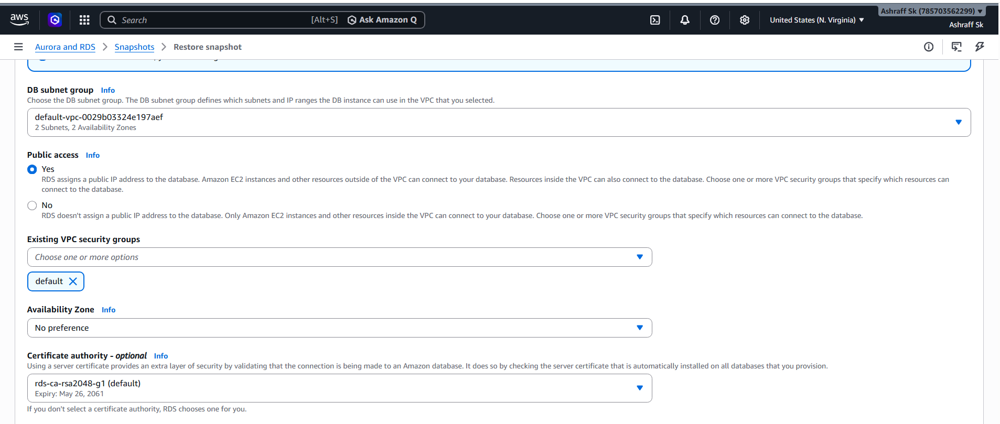 aws
Search
[Alt+S]
Ask Amazon Q
United States (N. Virginia)
Ashraff Sk (785703562299)
Ashraff Sk
Aurora and RDS
Snapshots
Restore snapshot
DB subnet group Info
Choose the DB subnet group. The DB subnet group defines which subnets and IP ranges the DB instance can use in the VPC that you selected.
default-vpc-0029b03324e197aef
2 Subnets, 2 Availability Zones
Public access Info
Yes
RDS assigns a public IP address to the database. Amazon EC2 instances and other resources outside of the VPC can connect to your database. Resources inside the VPC can also connect to the database. Choose one or more VPC security groups that specify which resources can
connect to the database.
No
RDS doesn't assign a public IP address to the database. Only Amazon EC2 instances and other resources inside the VPC can connect to your database. Choose one or more VPC security groups that specify which resources can connect to the database.
Existing VPC security groups
Choose one or more options
default
Availability Zone Info
No preference
Certificate authority - optional Info
Using a server certificate provides an extra layer of security by validating that the connection is being made to an Amazon database. It does so by checking the server certificate that is automatically installed on all databases that you provision.
rds-ca-rsa2048-g1 (default)
Expiry: May 26, 2061
If you don't select a certificate authority, RDS chooses one for you.